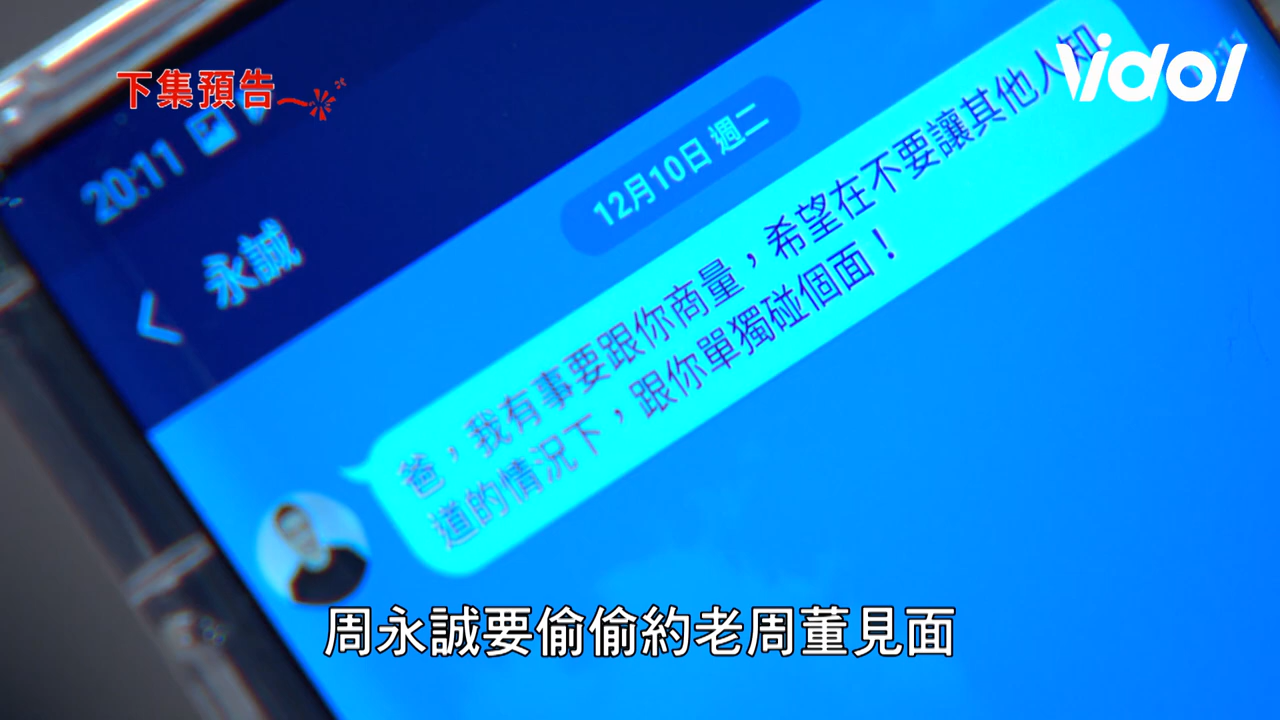 下集預告
Vidol
20:11
永誠
12月10日 週二
爸，我有事要跟你商量，希望在不要讓其他人知
道的情況下，跟你單獨碰個面！
周永誠要偷偷約老周董見面